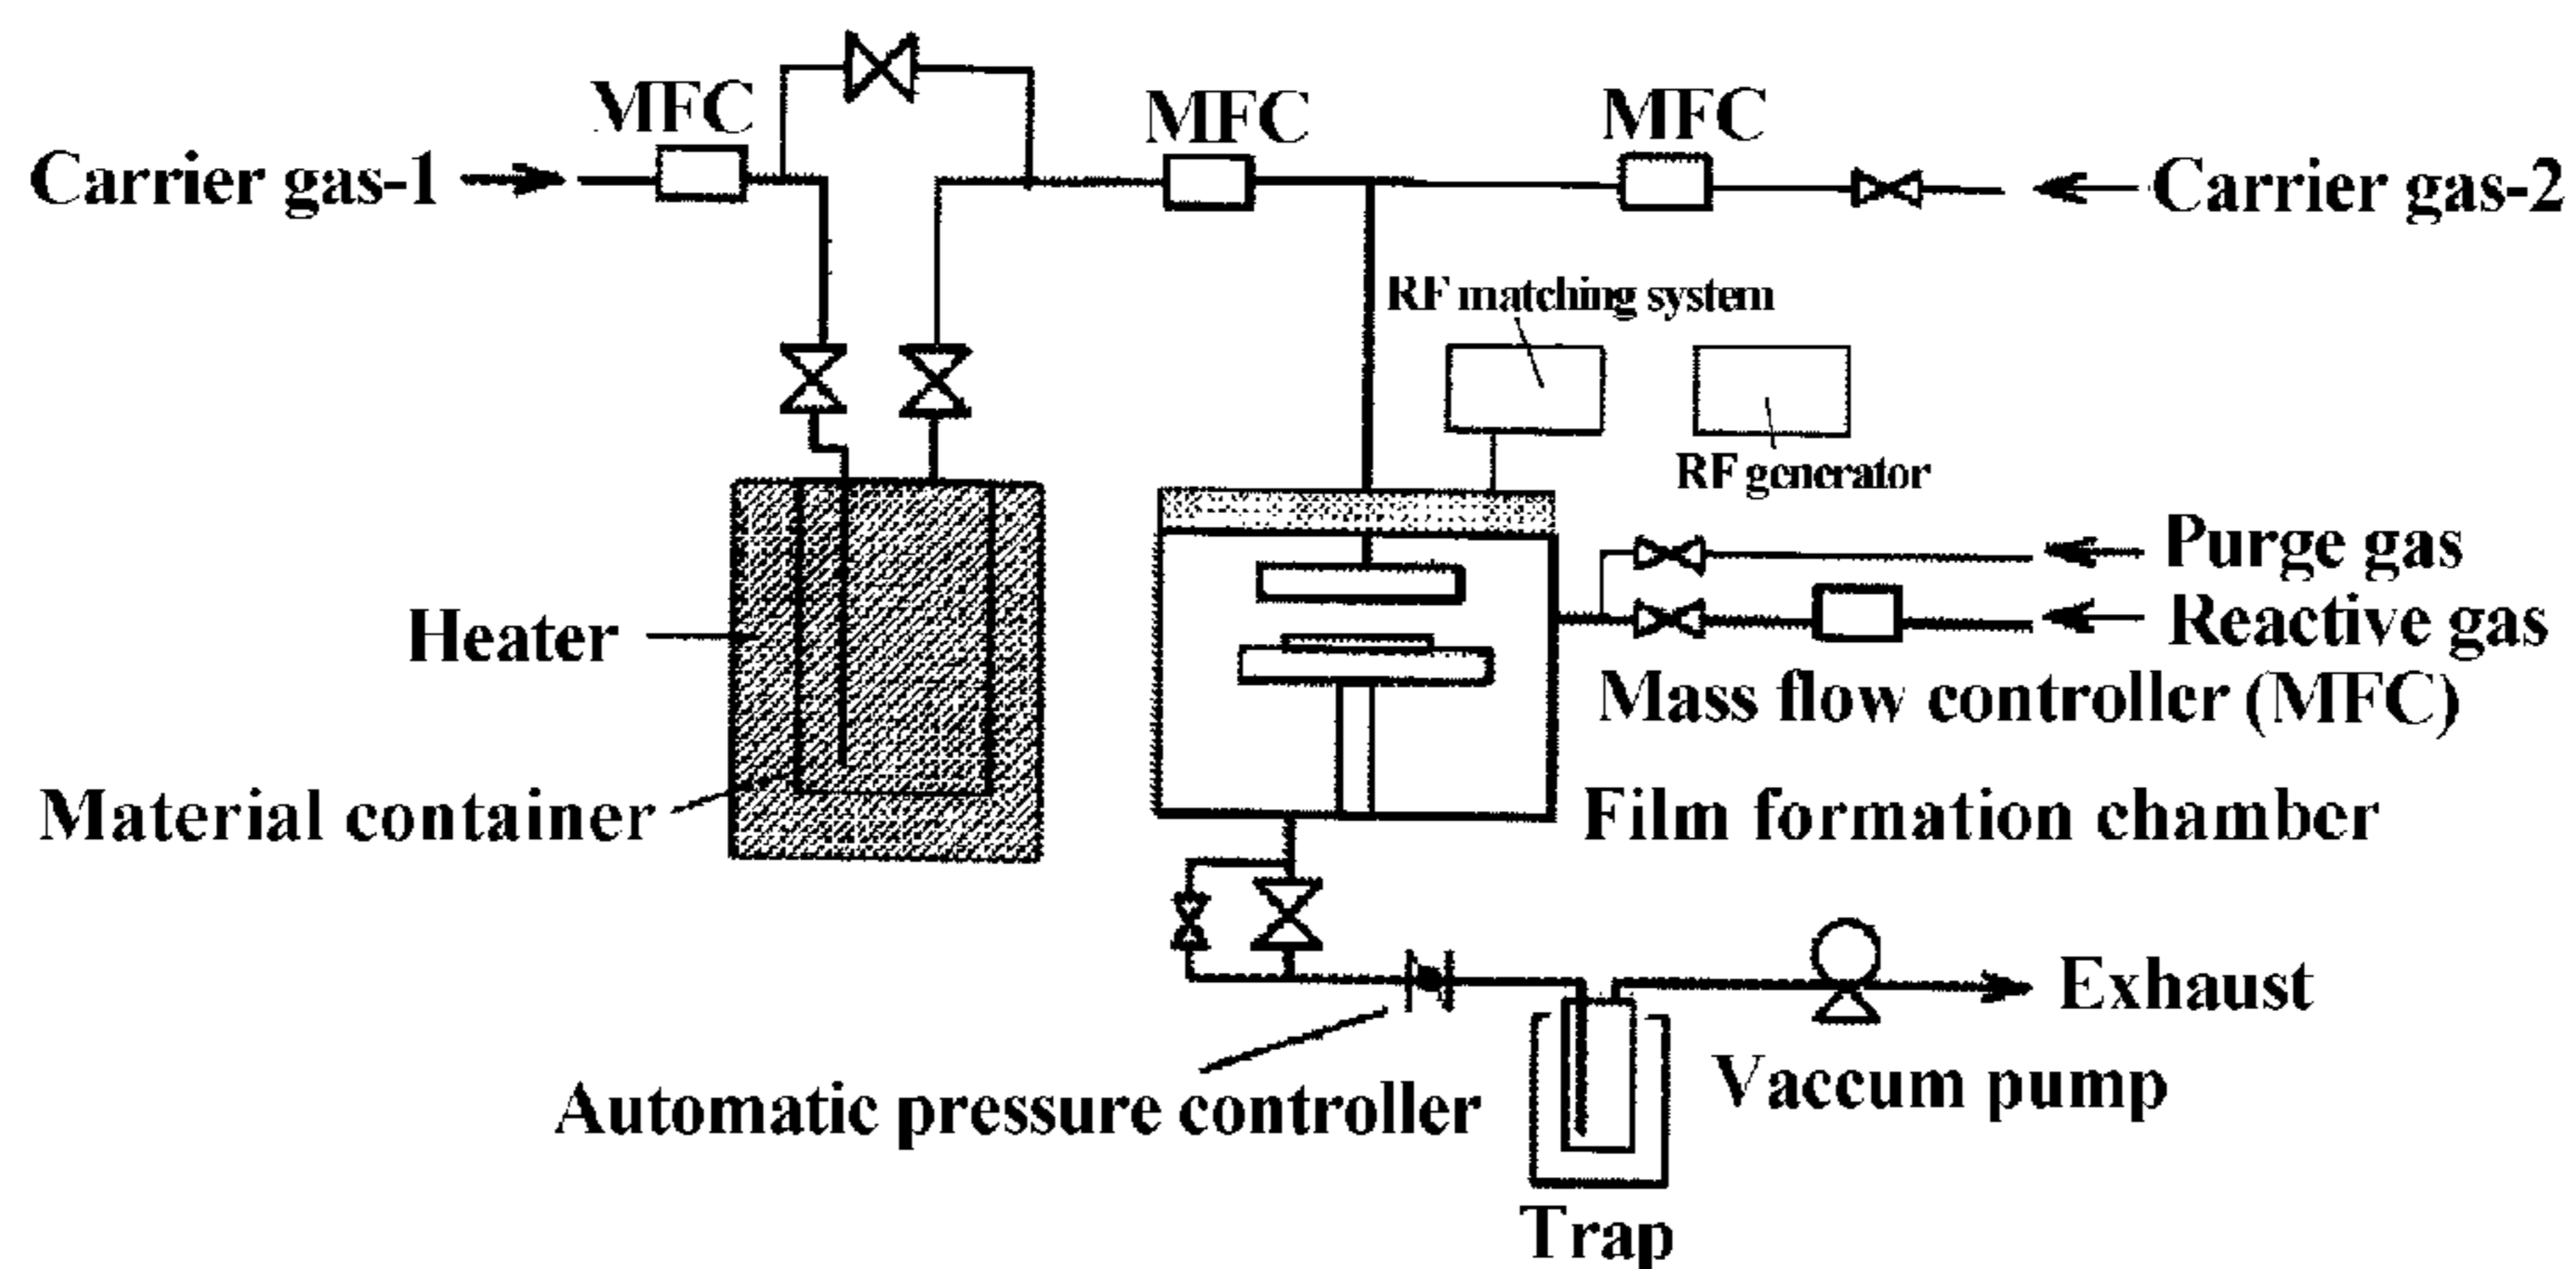 MFC
MFC
MFC
Carrier gas-1
Carrier gas-2
RF matching system
RF generator
Purge gas
Reactive gas
Heater
Mass flow controller (MFC)
Material container
Film formation chamber
Exhaust
Automatic pressure controller
Vaccum pump
Trap